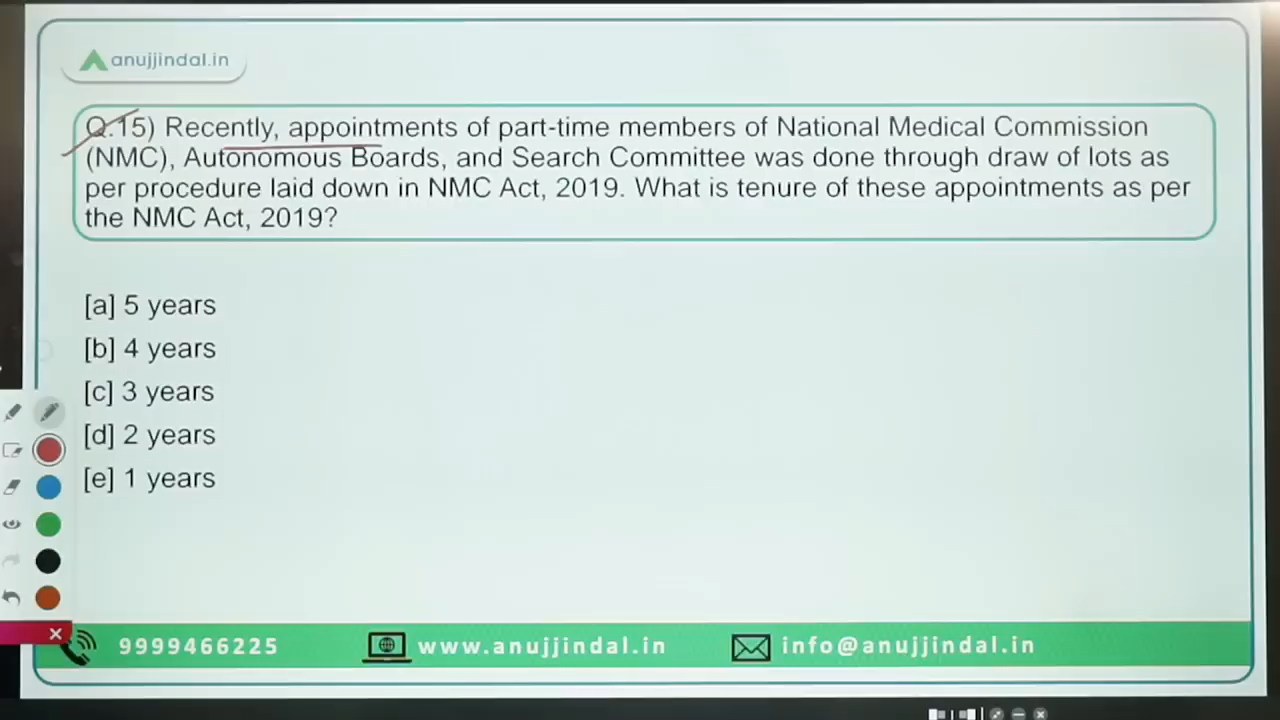 anujjindal.in
Q.15) Recently, appointments of part-time members of National Medical Commission
(NMC), Autonomous Boards, and Search Committee was done through draw of lots as
per procedure laid down in NMC Act, 2019. What is tenure of these appointments as per
the NMC Act, 2019?
[a] 5 years
[b] 4 years
[c] 3 years
[d] 2 years
[e] 1 years
9999466225 www.anujjindal.in info@anujjindal.in